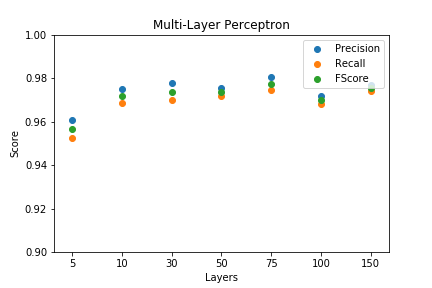 Multi-Layer Perceptron
Precision
Recall
FScore
Score
1.00
0.98
0.96
0.94
0.92
0.90
5 10 30 50 75 100 150
Layers